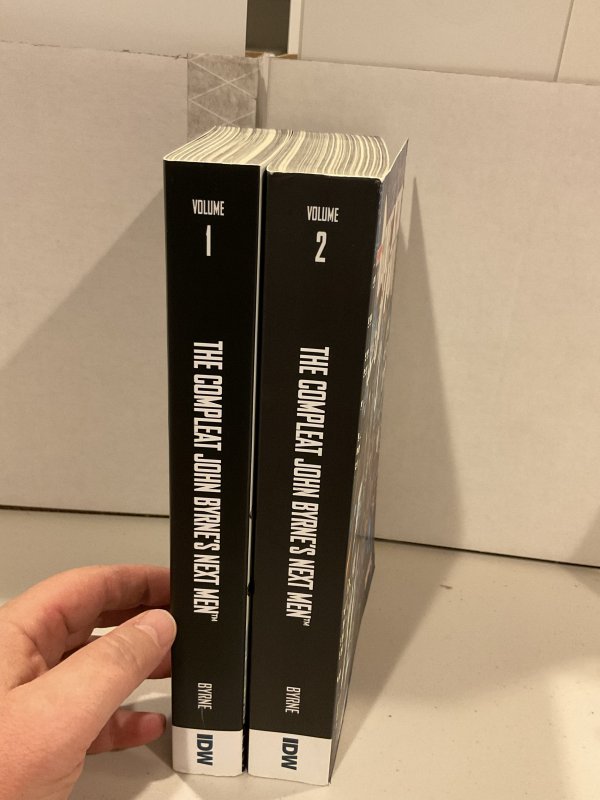 VOLUME
1
THE COMPLEAT JOHN BYRNE'S NEXT MEN™
BYRNE
IDW
VOLUME
2
THE COMPLEAT JOHN BYRNE'S NEXT MEN™
BYRNE
IDW